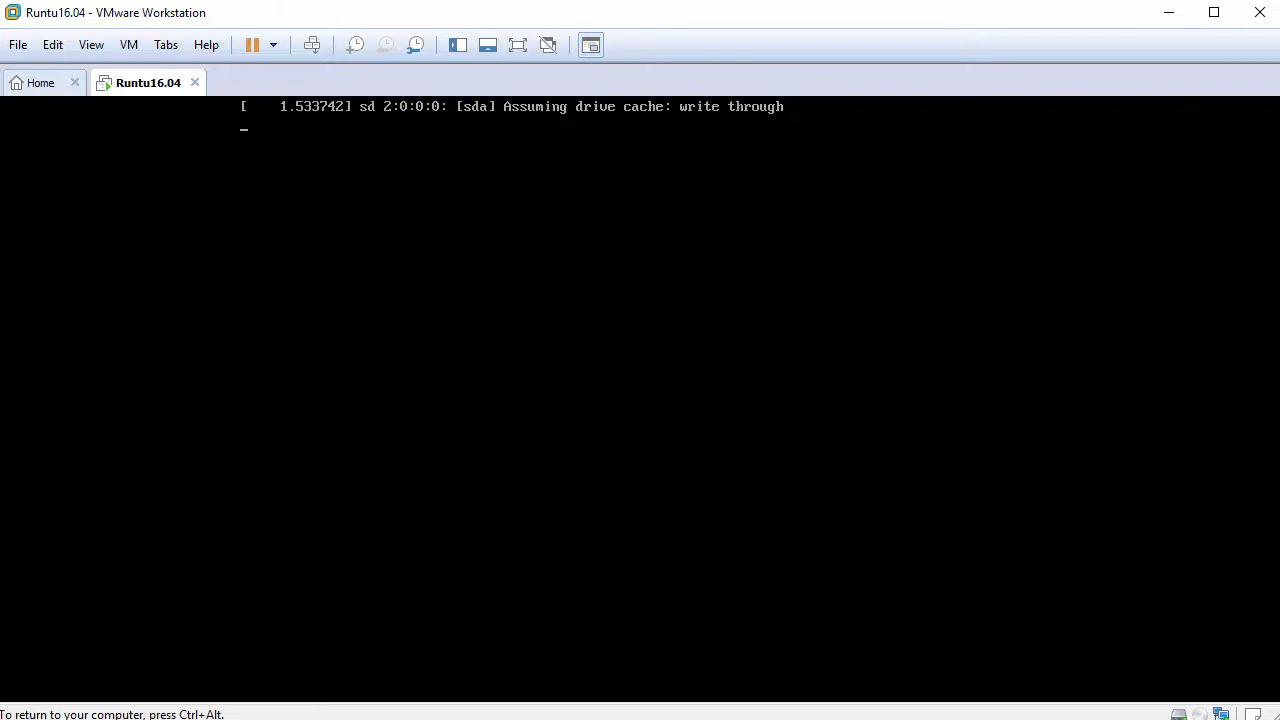 Runtu16.04 - VMware Workstation
File Edit View VM Tabs Help
Home Runtu16.04
[    1.533742] sd 2:0:0:0: [sda] Assuming drive cache: write through
To return to your computer, press Ctrl+Alt.